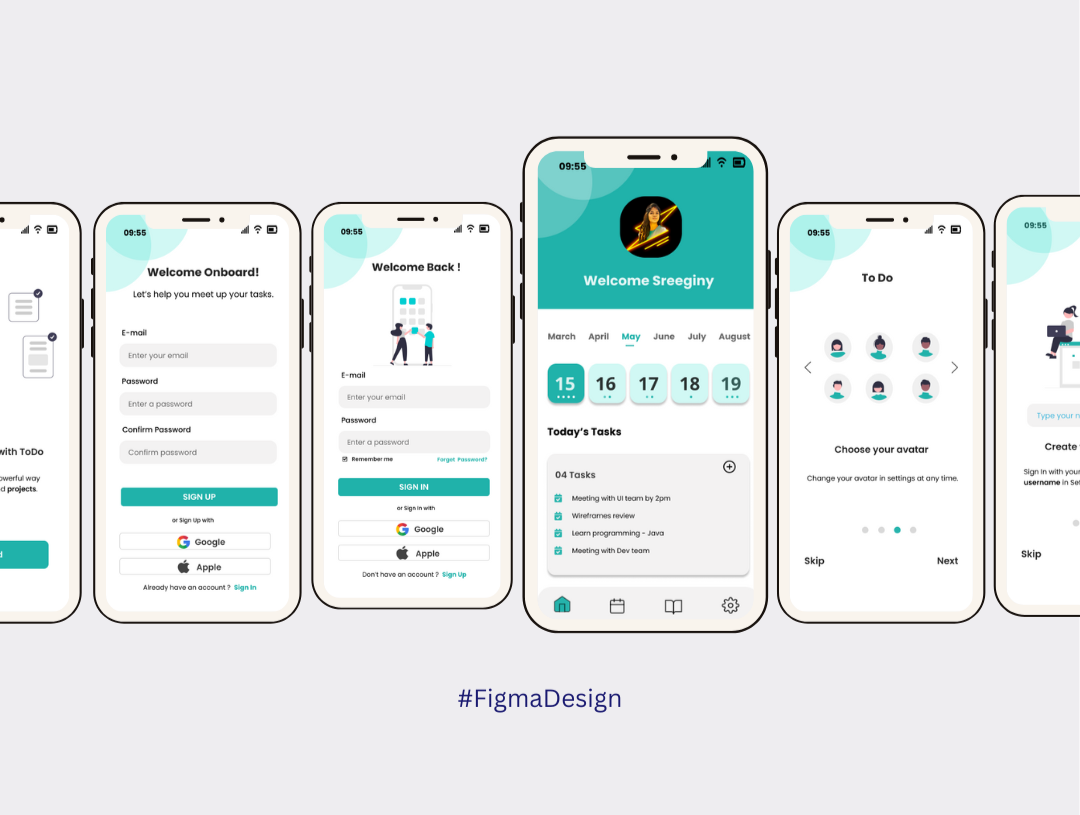 with ToDo
owerful way
d projects.
d
09:55
Welcome Onboard!
Let's help you meet up your tasks.
E-mail
Enter your email
Password
Enter a password
Confirm Password
Confirm password
SIGN UP
or Sign Up with
Google
Apple
Already have an account ? Sign In
09:55
Welcome Back !
E-mail
Enter your email
Password
Enter a password
Remember me Forgot Password?
SIGN IN
or Sign In with
Google
Apple
Don't have an account ? Sign Up
09:55
Welcome Sreeginy
March April May June July August
15 16 17 18 19
Today's Tasks
04 Tasks
Meeting with UI team by 2pm
Wireframes review
Learn programming - Java
Meeting with Dev team
09:55
To Do
Choose your avatar
Change your avatar in settings at any time.
Skip Next
09:55
Type your n
Create
Sign In with your
username in Set
Skip
#FigmaDesign